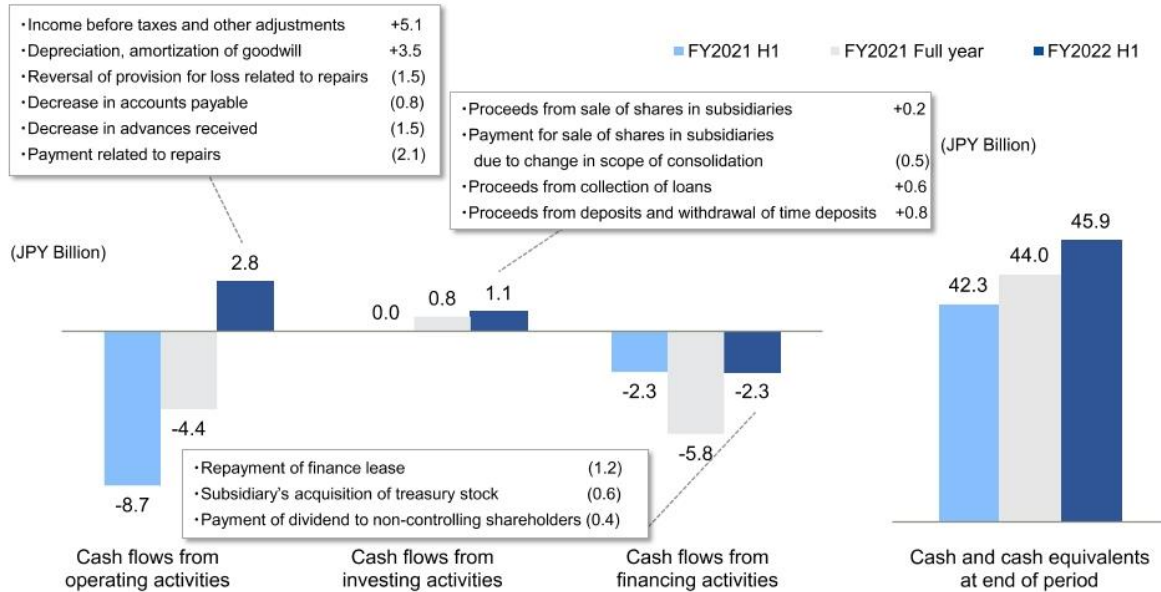 ・Income before taxes and other adjustments +5.1
・Depreciation, amortization of goodwill +3.5
・Reversal of provision for loss related to repairs (1.5)
・Decrease in accounts payable (0.8)
・Decrease in advances received (1.5)
・Payment related to repairs (2.1)
FY2021 H1 FY2021 Full year FY2022 H1
・Proceeds from sale of shares in subsidiaries +0.2
・Payment for sale of shares in subsidiaries
due to change in scope of consolidation (0.5)
・Proceeds from collection of loans +0.6
・Proceeds from deposits and withdrawal of time deposits +0.8
(JPY Billion)
(JPY Billion)
-8.7
-4.4
2.8
0.0
0.8
1.1
-2.3
-5.8
-2.3
42.3
44.0
45.9
・Repayment of finance lease (1.2)
・Subsidiary's acquisition of treasury stock (0.6)
・Payment of dividend to non-controlling shareholders (0.4)
Cash flows from
operating activities
Cash flows from
investing activities
Cash flows from
financing activities
Cash and cash equivalents
at end of period